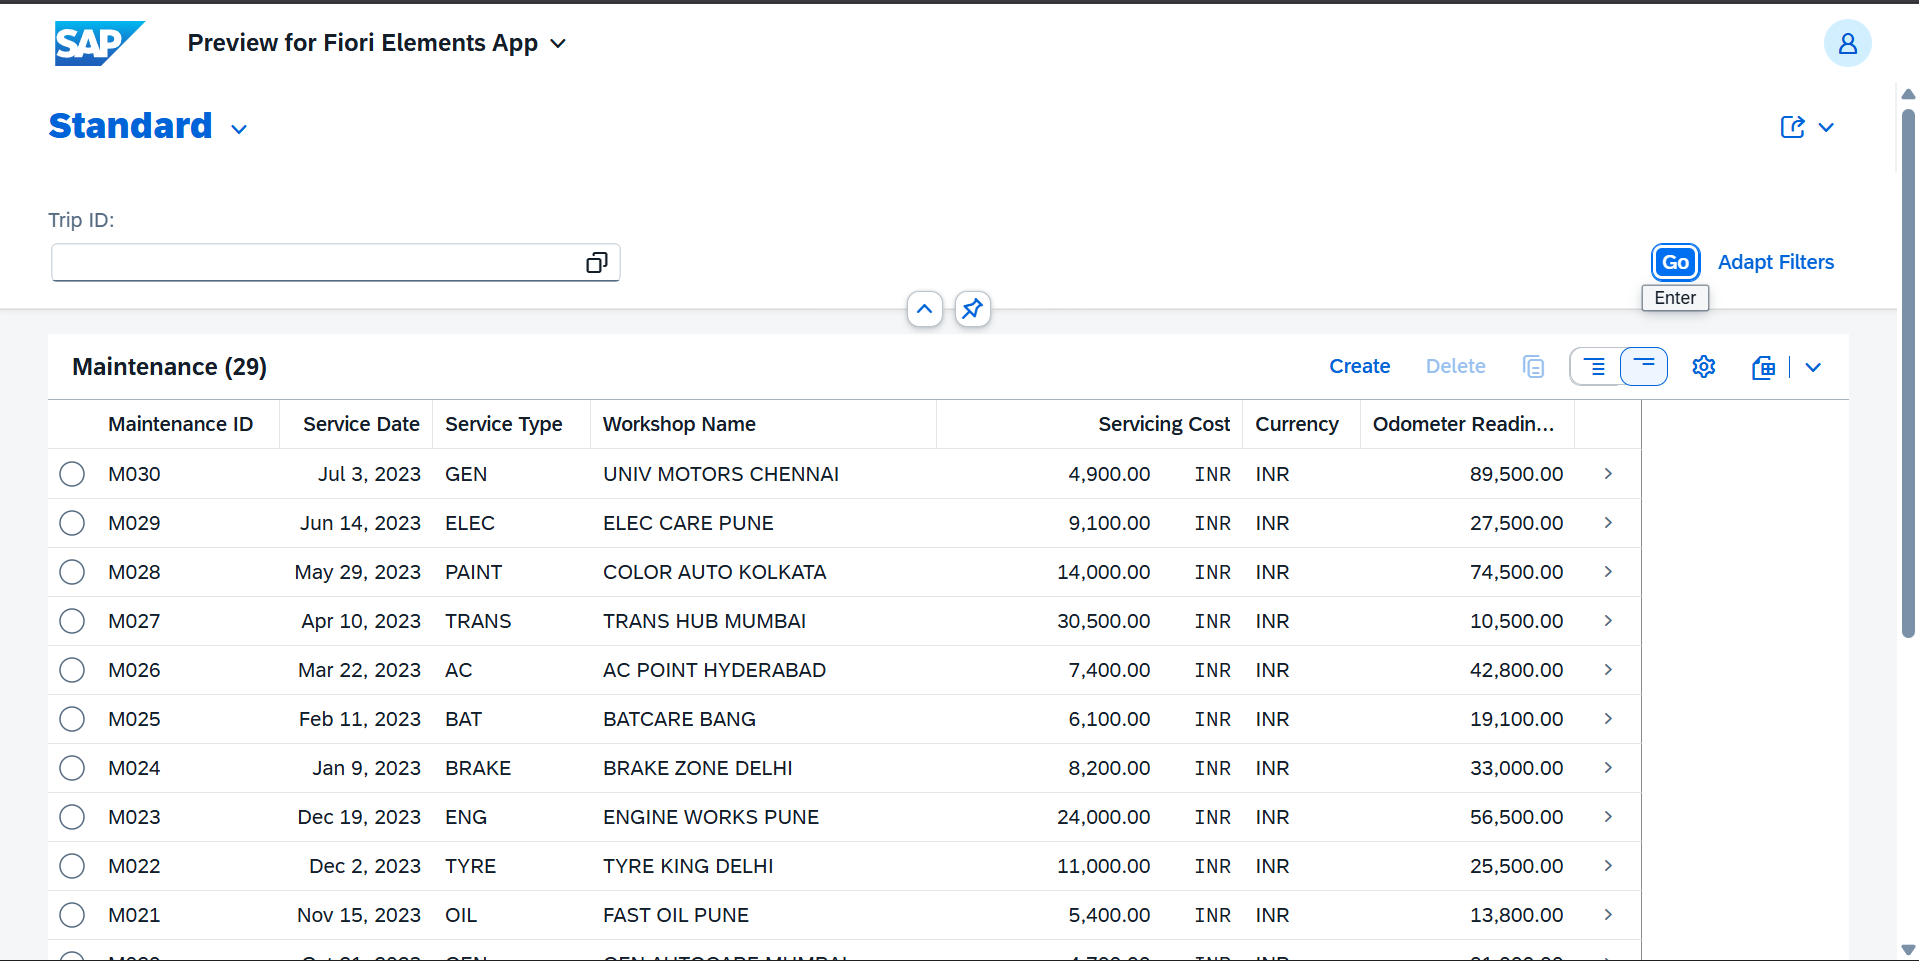 SAP Preview for Fiori Elements App
Standard
Trip ID:
Go Adapt Filters
Enter
Maintenance (29) Create Delete
Maintenance ID Service Date Service Type Workshop Name Servicing Cost Currency Odometer Readin...
M030 Jul 3, 2023 GEN UNIV MOTORS CHENNAI 4,900.00 INR INR 89,500.00
M029 Jun 14, 2023 ELEC ELEC CARE PUNE 9,100.00 INR INR 27,500.00
M028 May 29, 2023 PAINT COLOR AUTO KOLKATA 14,000.00 INR INR 74,500.00
M027 Apr 10, 2023 TRANS TRANS HUB MUMBAI 30,500.00 INR INR 10,500.00
M026 Mar 22, 2023 AC AC POINT HYDERABAD 7,400.00 INR INR 42,800.00
M025 Feb 11, 2023 BAT BATCARE BANG 6,100.00 INR INR 19,100.00
M024 Jan 9, 2023 BRAKE BRAKE ZONE DELHI 8,200.00 INR INR 33,000.00
M023 Dec 19, 2023 ENG ENGINE WORKS PUNE 24,000.00 INR INR 56,500.00
M022 Dec 2, 2023 TYRE TYRE KING DELHI 11,000.00 INR INR 25,500.00
M021 Nov 15, 2023 OIL FAST OIL PUNE 5,400.00 INR INR 13,800.00